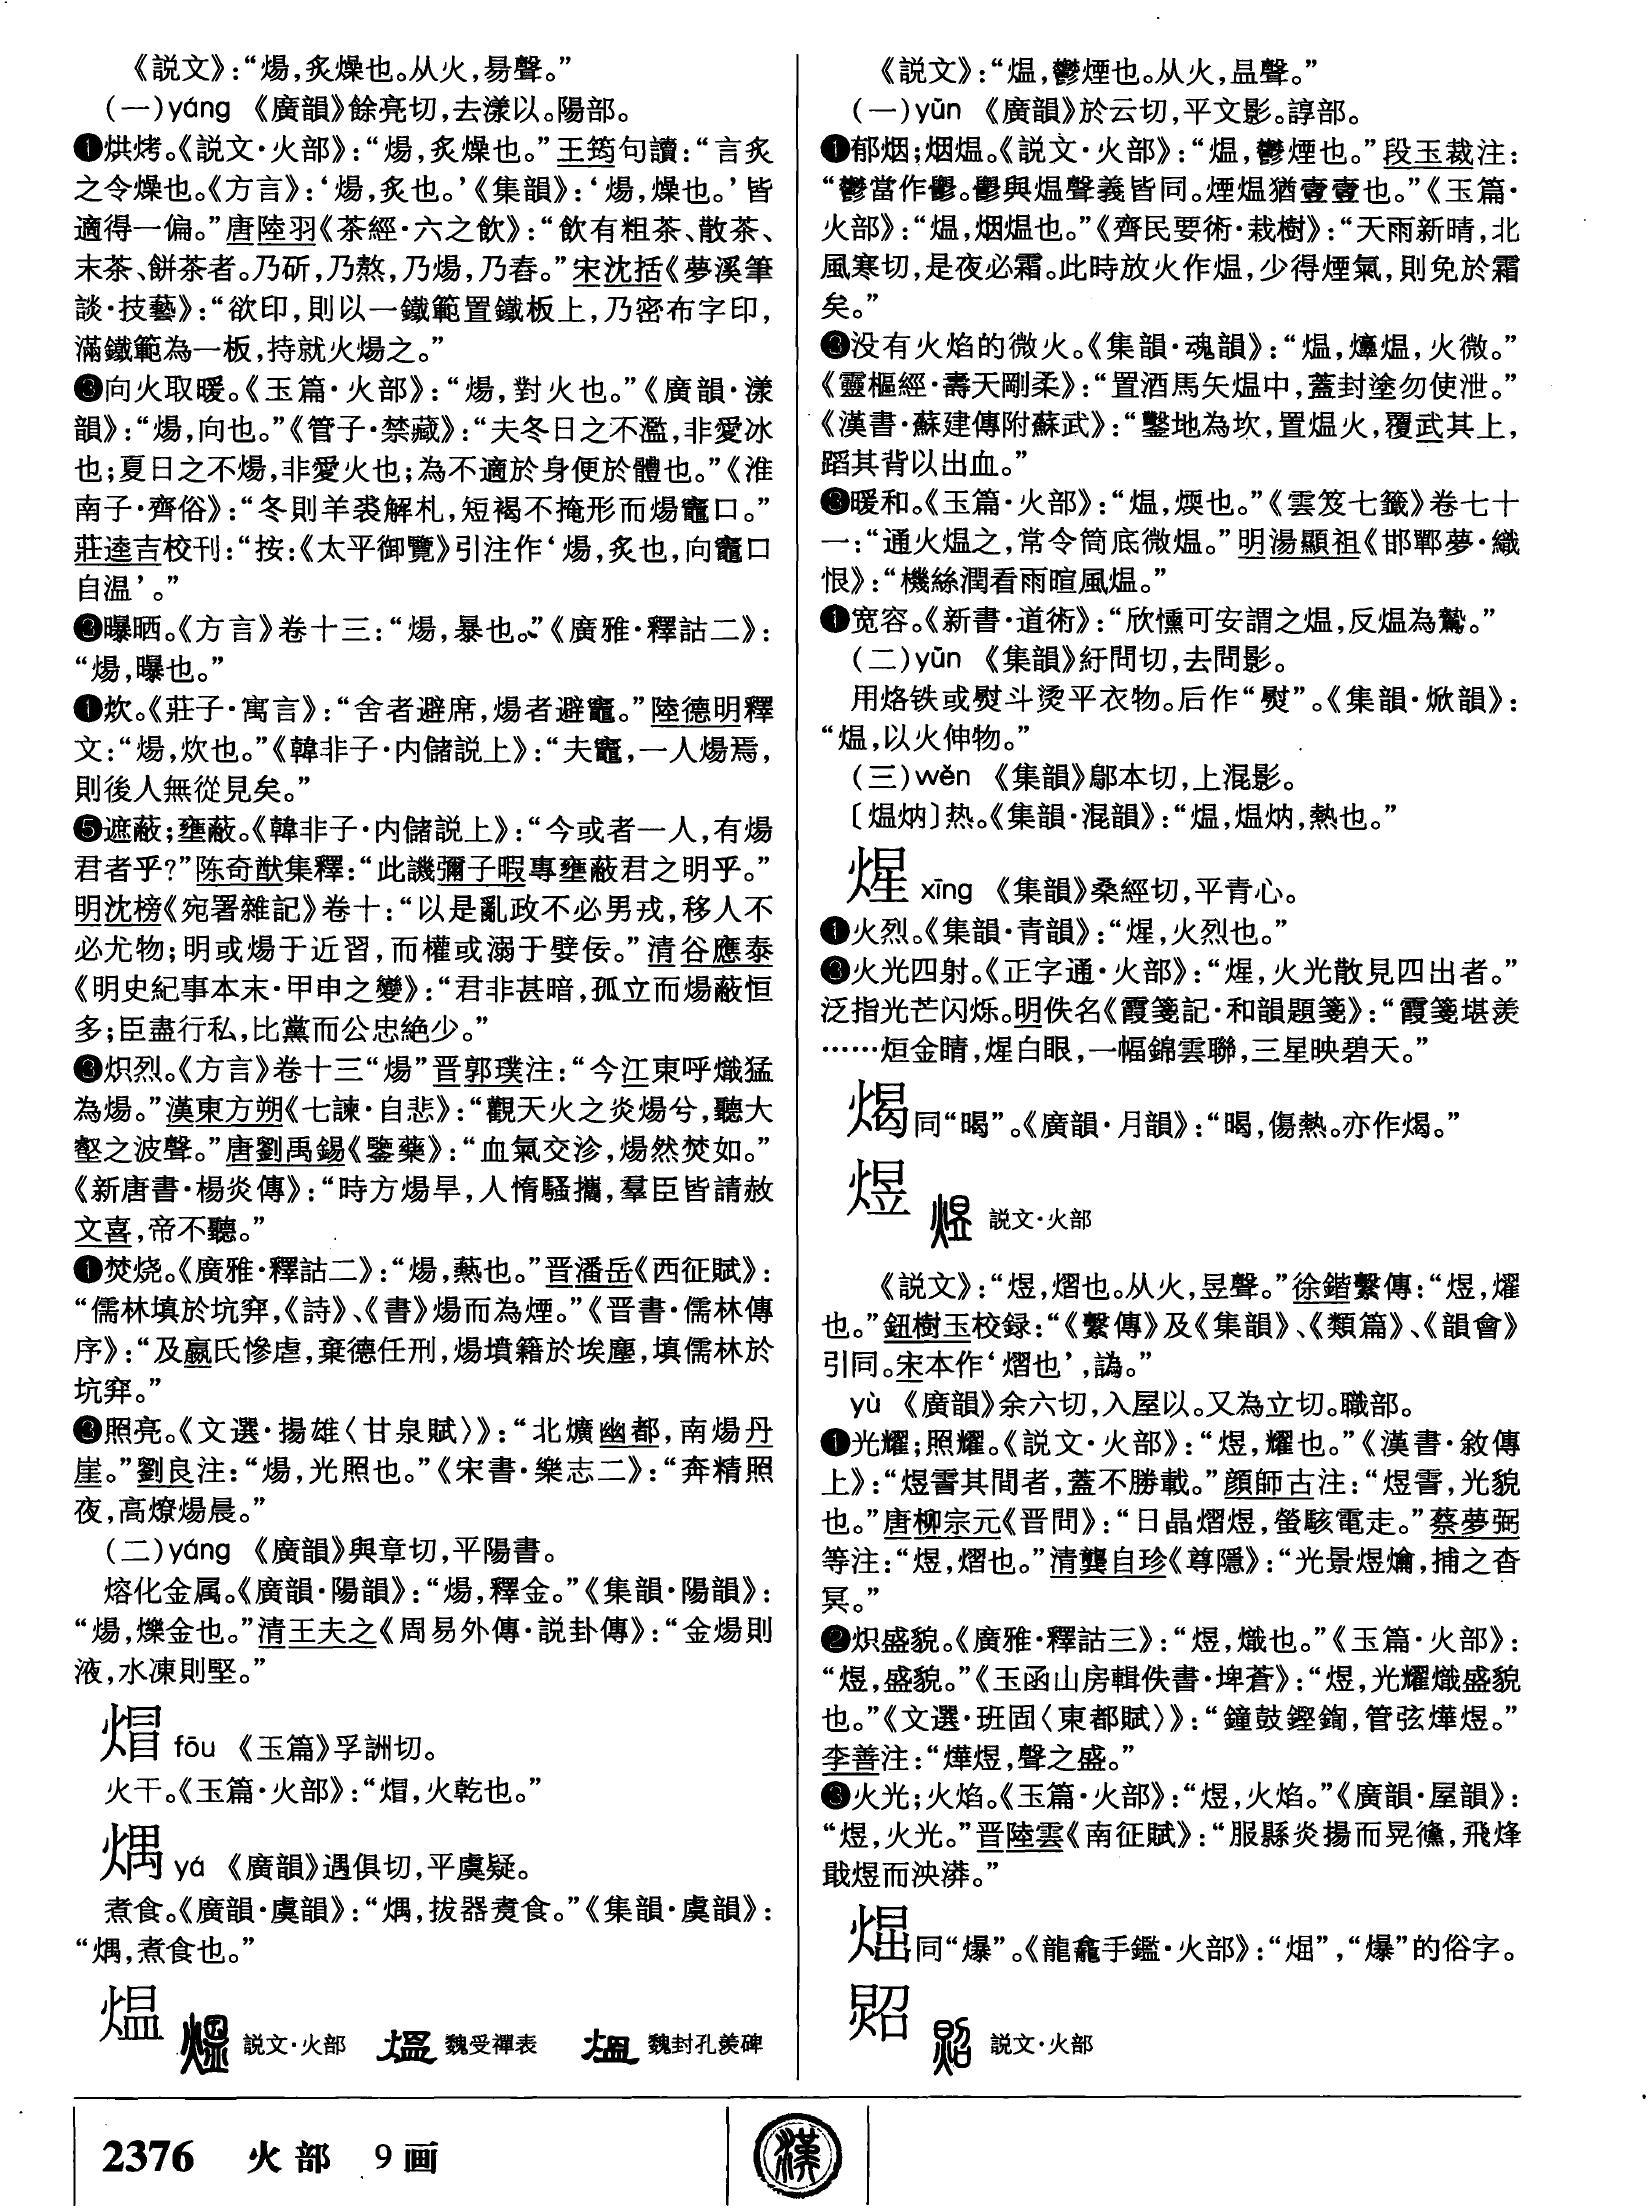 《説文》：“煬，炙燥也。从火，昜聲。”
(一)yáng 《廣韻》餘亮切，去漾以。陽部。
❶烘烤。《説文·火部》：“煬，炙燥也。”王筠句讀：“言炙
之令燥也。《方言》：‘煬，炙也。’《集韻》：‘煬，燥也。’皆
適得一偏。”唐陸羽《茶經·六之飲》：“飲有粗茶、散茶、
末茶、餅茶者。乃斫，乃熬，乃煬，乃舂。”宋沈括《夢溪筆
談·技藝》：“欲印，則以一鐵範置鐵板上，乃密布字印，
滿鐵範為一板，持就火煬之。”
向火取暖。《玉篇·火部》：“煬，對火也。”《廣韻·漾
韻》：“煬，向也。”《管子·禁藏》：“夫冬日之不濫，非愛冰
也；夏日之不煬，非愛火也；為不適於身便於體也。”《淮
南子·齊俗》：“冬則羊裘解札，短褐不掩形而煬竈口。”
莊逵吉校刊：“按：《太平御覽》引注作‘煬，炙也，向竈口
自温’。”
曝晒。《方言》卷十三：“煬，暴也。”《廣雅·釋詁二》：
“煬，曝也。”
炊。《莊子·寓言》：“舍者避席，煬者避竈。”陸德明釋
文：“煬，炊也。”《韓非子·内儲説上》：“夫竈，一人煬焉，
則後人無從見矣。”
❺遮蔽；壅蔽。《韓非子·内儲説上》：“今或者一人，有煬
君者乎？”陈奇猷集釋：“此譏彌子暇專壅蔽君之明乎。”
明沈榜《宛署雜記》卷十：“以是亂政不必男戎，移人不
必尤物；明或煬于近習，而權或溺于嬖佞。”清谷應泰
《明史紀事本末·甲申之變》：“君非甚暗，孤立而煬蔽恒
多；臣盡行私，比黨而公忠絶少。”
炽烈。《方言》卷十三“煬”晋郭璞注：“今江東呼熾猛
為煬。”漢東方朔《七諫·自悲》：“觀天火之炎煬兮，聽大
壑之波聲。”唐劉禹錫《鑒藥》：“血氣交沴，煬然焚如。”
《新唐書·楊炎傳》：“時方煬旱，人惰騷攜，羣臣皆請赦
文喜，帝不聽。”
焚烧。《廣雅·釋詁二》：“煬，爇也。”晋潘岳《西征賦》：
“儒林填於坑穽，《詩》、《書》煬而為煙。”《晋書·儒林傳
序》：“及嬴氏慘虐，棄德任刑，煬墳籍於埃塵，填儒林於
坑穽。”
照亮。《文選·揚雄〈甘泉賦〉》：“北爌幽都，南煬丹
崖。”劉良注：“煬，光照也。”《宋書·樂志二》：“奔精照
夜，高燎煬晨。”
(二)yáng 《廣韻》與章切，平陽書。
熔化金属。《廣韻·陽韻》：“煬，釋金。”《集韻·陽韻》：
“煬，爍金也。”清王夫之《周易外傳·説卦傳》：“金煬則
液，水凍則堅。”
煟 fōu 《玉篇》孚詶切。
火干。《玉篇·火部》：“，火乾也。”
㷒 yá 《廣韻》遇俱切，平虞疑。
煮食。《廣韻·虞韻》：“，拔器煑食。”《集韻·虞韻》：
“，煮食也。”
煴 説文·火部 魏受禪表 魏封孔羨碑
《説文》：“煴，鬱煙也。从火，昷聲。”
(一)yūn 《廣韻》於云切，平文影。諄部。
❶郁烟；烟煴。《説文·火部》：“煴，鬱煙也。”段玉裁注：
“鬱當作鬱。鬱與煴聲義皆同。煙煴猶壹壹也。”《玉篇·
火部》：“煴，烟煴也。”《齊民要術·栽樹》：“天雨新晴，北
風寒切，是夜必霜。此時放火作煴，少得煙氣，則免於霜
矣。”
没有火焰的微火。《集韻·魂韻》：“煴，煴，火微。”
《靈樞經·壽夭剛柔》：“置酒馬矢煴中，蓋封塗勿使泄。”
《漢書·蘇建傳附蘇武》：“鑿地為坎，置煴火，覆武其上，
蹈其背以出血。”
❸暖和。《玉篇·火部》：“煴，煗也。”《雲笈七籤》卷七十
一：“通火煴之，常令筒底微煴。”明湯顯祖《邯鄲夢·織
恨》：“機絲潤看雨暄風煴。”
宽容。《新書·道術》：“欣憓可安謂之煴，反煴為鷙。”
(二)yǔn 《集韻》紆問切，去問影。
用烙铁或熨斗烫平衣物。后作“熨”。《集韻·焮韻》：
“煴，以火伸物。”
(三)wěn 《集韻》鄔本切，上混影。
〔煴㶧〕热。《集韻·混韻》：“煴，煴㶧，熱也。”
煋 xīng 《集韻》桑經切，平青心。
❶火烈。《集韻·青韻》：“煋，火烈也。”
火光四射。《正字通·火部》：“煋，火光散見四出者。”
泛指光芒闪烁。明佚名《霞箋記·和韻題箋》：“霞箋堪羨
……烜金睛，煋白眼，一幅錦雲聯，三星映碧天。”
㷎同“暍”。《廣韻·月韻》：“暍，傷熱。亦作。”
煜 説文·火部
《説文》：“煜，熠也。从火，昱聲。”徐鍇繫傳：“煜，燿
也。”鈕樹玉校録：“《繫傳》及《集韻》、《類篇》、《韻會》
引同。宋本作‘熠也’，譌。”
yù 《廣韻》余六切，入屋以。又為立切。職部。
❶光耀；照耀。《説文·火部》：“煜，耀也。”《漢書·敘傳
上》：“煜霅其間者，蓋不勝載。”顔師古注：“煜霅，光貌
也。”唐柳宗元《晋問》：“日晶熠煜，螢駭電走。”蔡夢弼
等注：“煜，熠也。”清龔自珍《尊隱》：“光景煜爚，捕之杳
冥。”
❷炽盛貌。《廣雅·釋詁三》：“煜，熾也。”《玉篇·火部》：
“煜，盛貌。”《玉函山房輯佚書·埤蒼》：“煜，光耀熾盛貌
也。”《文選·班固〈東都賦〉》：“鐘鼓鏗鍧，管弦燁煜。”
李善注：“燁煜，聲之盛。”
❸火光；火焰。《玉篇·火部》：“煜，火焰。”《廣韻·屋韻》：
“煜，火光。”晋陸雲《南征賦》：“服縣炎揚而晃爣，飛烽
戢煜而泱漭。”
同“爆”。《龍龕手鑑·火部》：“”，“爆”的俗字。
照 説文·火部
2376 火部 9画
漢